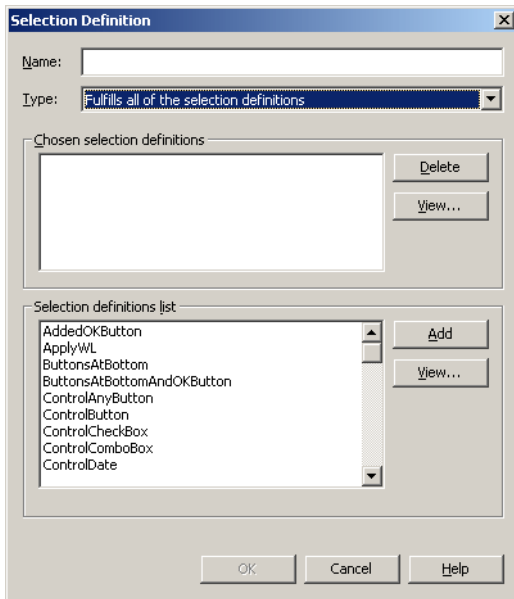 Selection Definition
Name:
Type: Fulfills all of the selection definitions
Chosen selection definitions
Delete
View...
Selection definitions list
AddedOKButton
ApplyWL
ButtonsAtBottom
ButtonsAtBottomAndOKButton
ControlAnyButton
ControlButton
ControlCheckBox
ControlComboBox
ControlDate
Add
View...
OK Cancel Help